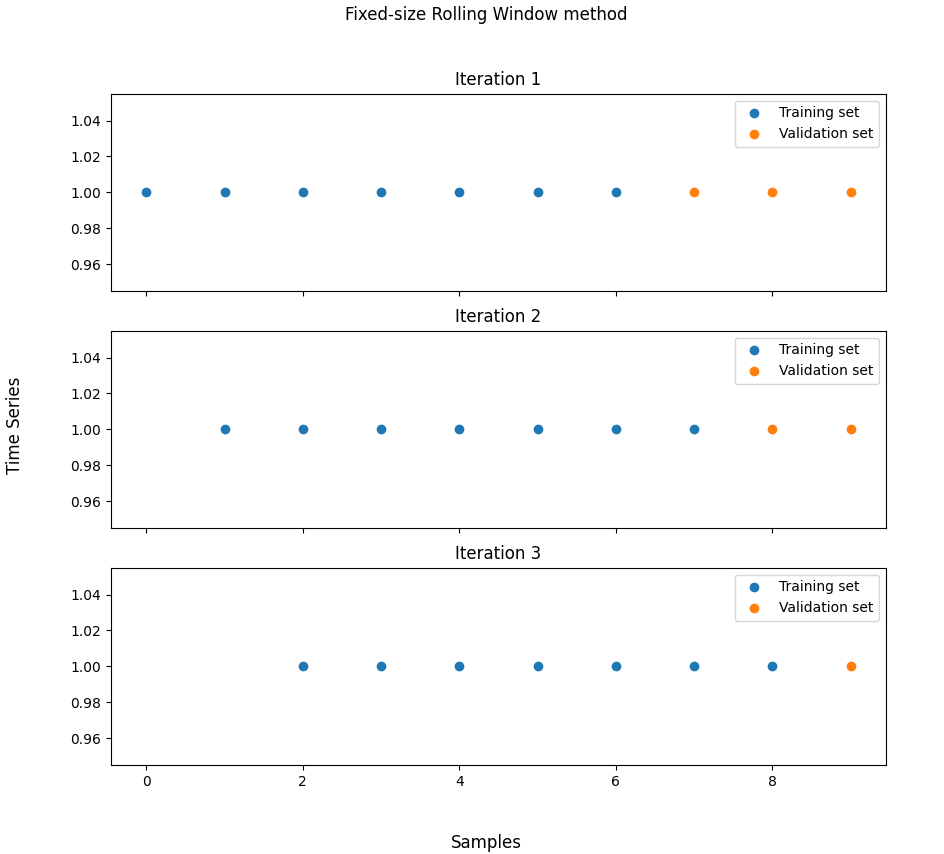 Fixed-size Rolling Window method
Iteration 1
Training set
Validation set
1.04
1.02
1.00
0.98
0.96
Iteration 2
Training set
Validation set
1.04
1.02
1.00
0.98
0.96
Time Series
Iteration 3
Training set
Validation set
1.04
1.02
1.00
0.98
0.96
0 2 4 6 8
Samples